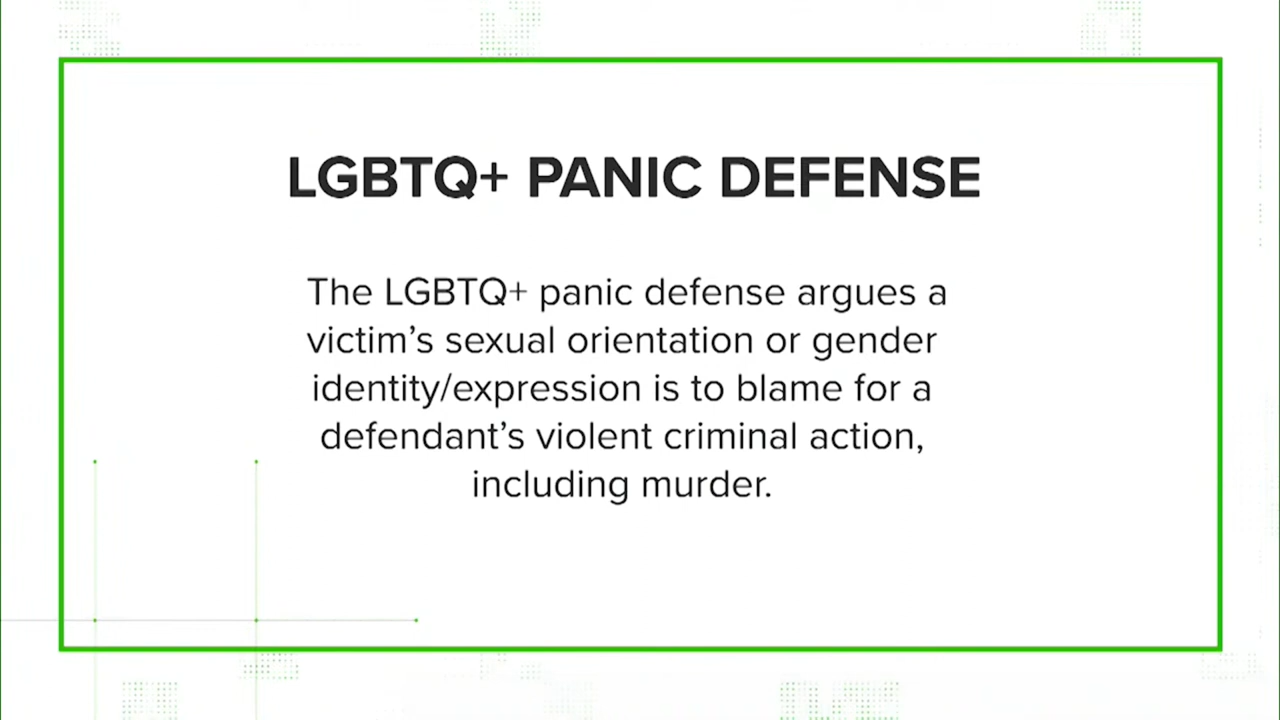 LGBTQ+ PANIC DEFENSE
The LGBTQ+ panic defense argues a
victim’s sexual orientation or gender
identity/expression is to blame for a
defendant’s violent criminal action,
including murder.